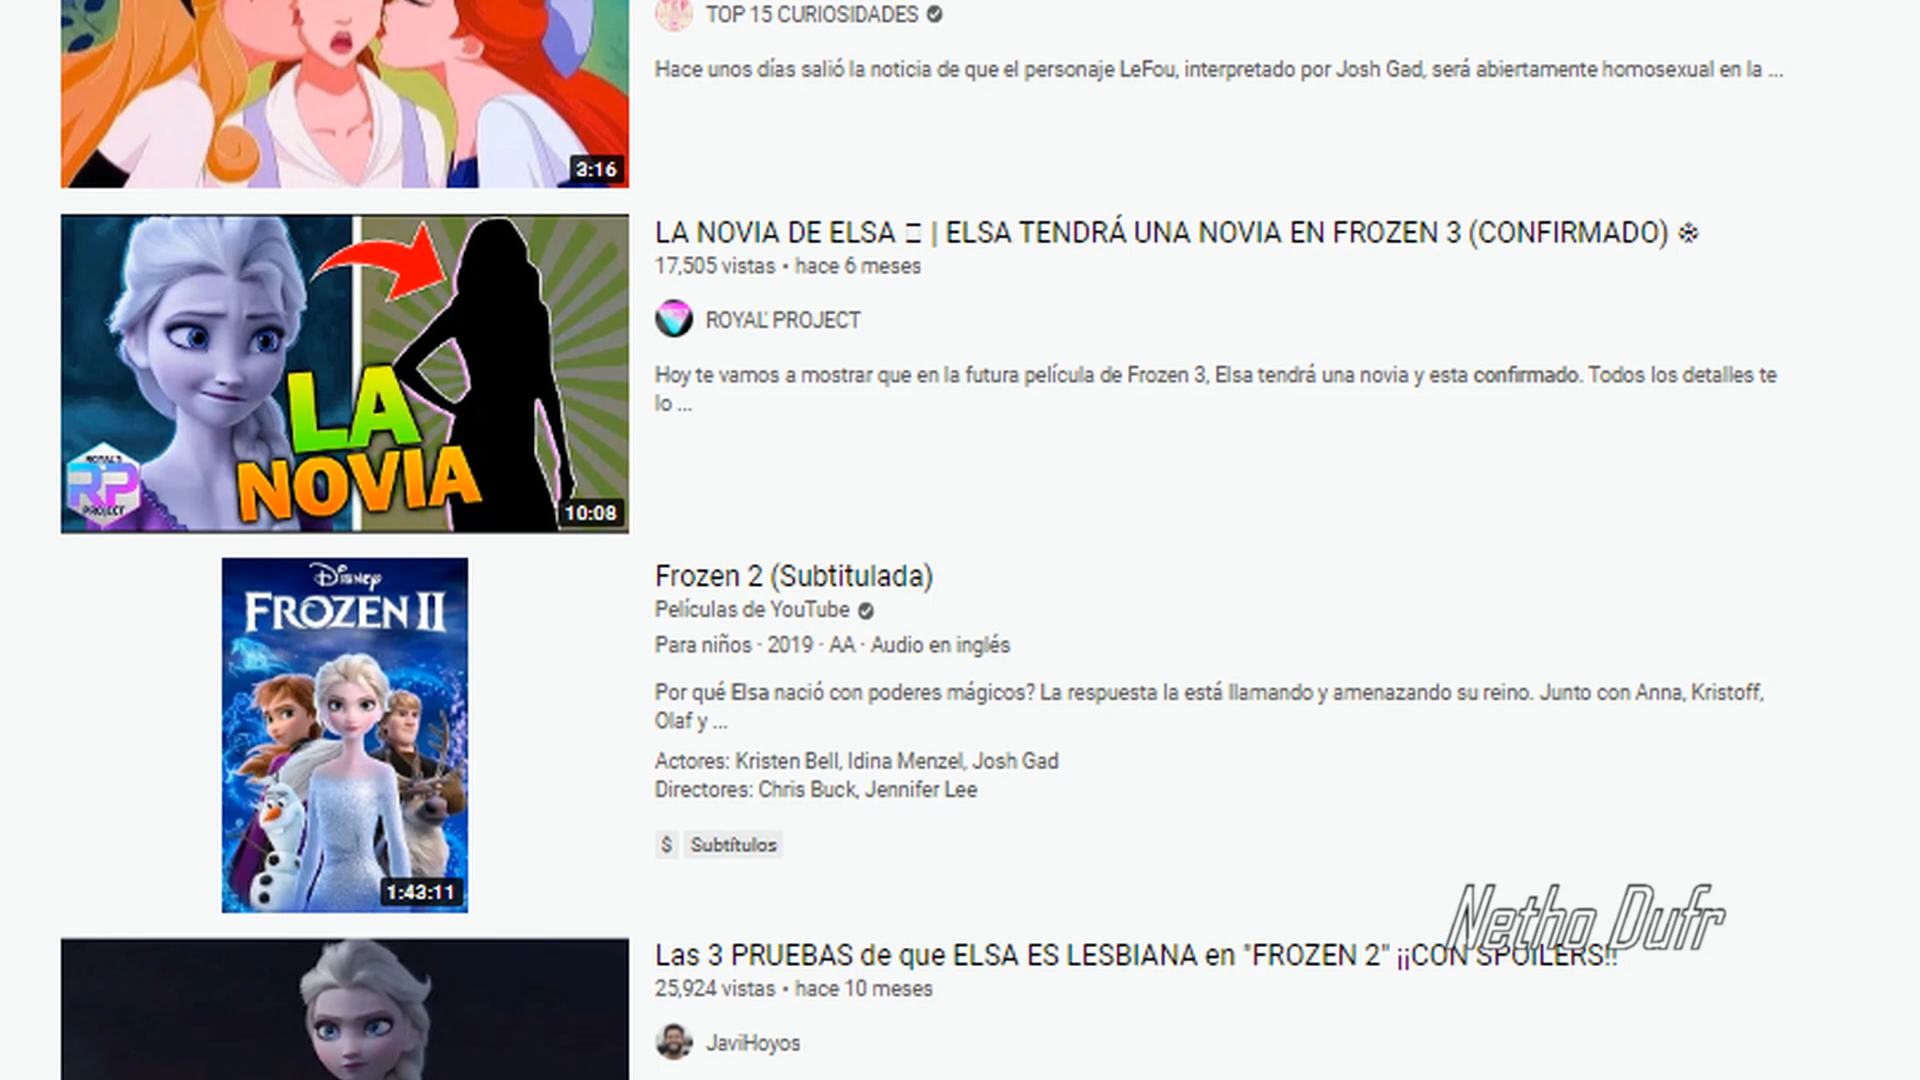 TOP 15 CURIOSIDADES
Hace unos días salió la noticia de que el personaje LeFou, interpretado por Josh Gad, será abiertamente homosexual en la ...
3:16
LA NOVIA DE ELSA | ELSA TENDRÁ UNA NOVIA EN FROZEN 3 (CONFIRMADO) ❄
17,505 vistas • hace 6 meses
ROYAL' PROJECT
Hoy te vamos a mostrar que en la futura película de Frozen 3, Elsa tendrá una novia y esta confirmado. Todos los detalles te
lo ...
LA
NOVIA
ROYAL'S
RP
PROJECT
10:08
Disney
FROZEN II
1:43:11
Frozen 2 (Subtitulada)
Películas de YouTube
Para niños · 2019 · AA · Audio en inglés
Por qué Elsa nació con poderes mágicos? La respuesta la está llamando y amenazando su reino. Junto con Anna, Kristoff,
Olaf y ...
Actores: Kristen Bell, Idina Menzel, Josh Gad
Directores: Chris Buck, Jennifer Lee
$ Subtítulos
Netho Dufr
Las 3 PRUEBAS de que ELSA ES LESBIANA en "FROZEN 2" ¡¡CON SPOILERS!!
25,924 vistas • hace 10 meses
JaviHoyos